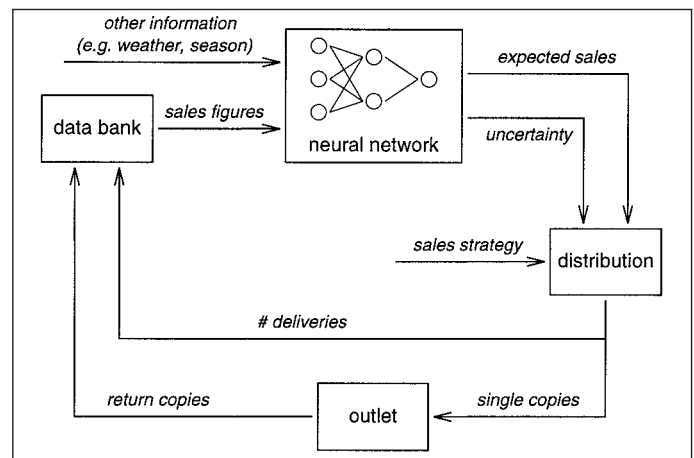 other information
(e.g. weather, season)
expected sales
sales figures
data bank
neural network
uncertainty
sales strategy
distribution
# deliveries
return copies
single copies
outlet